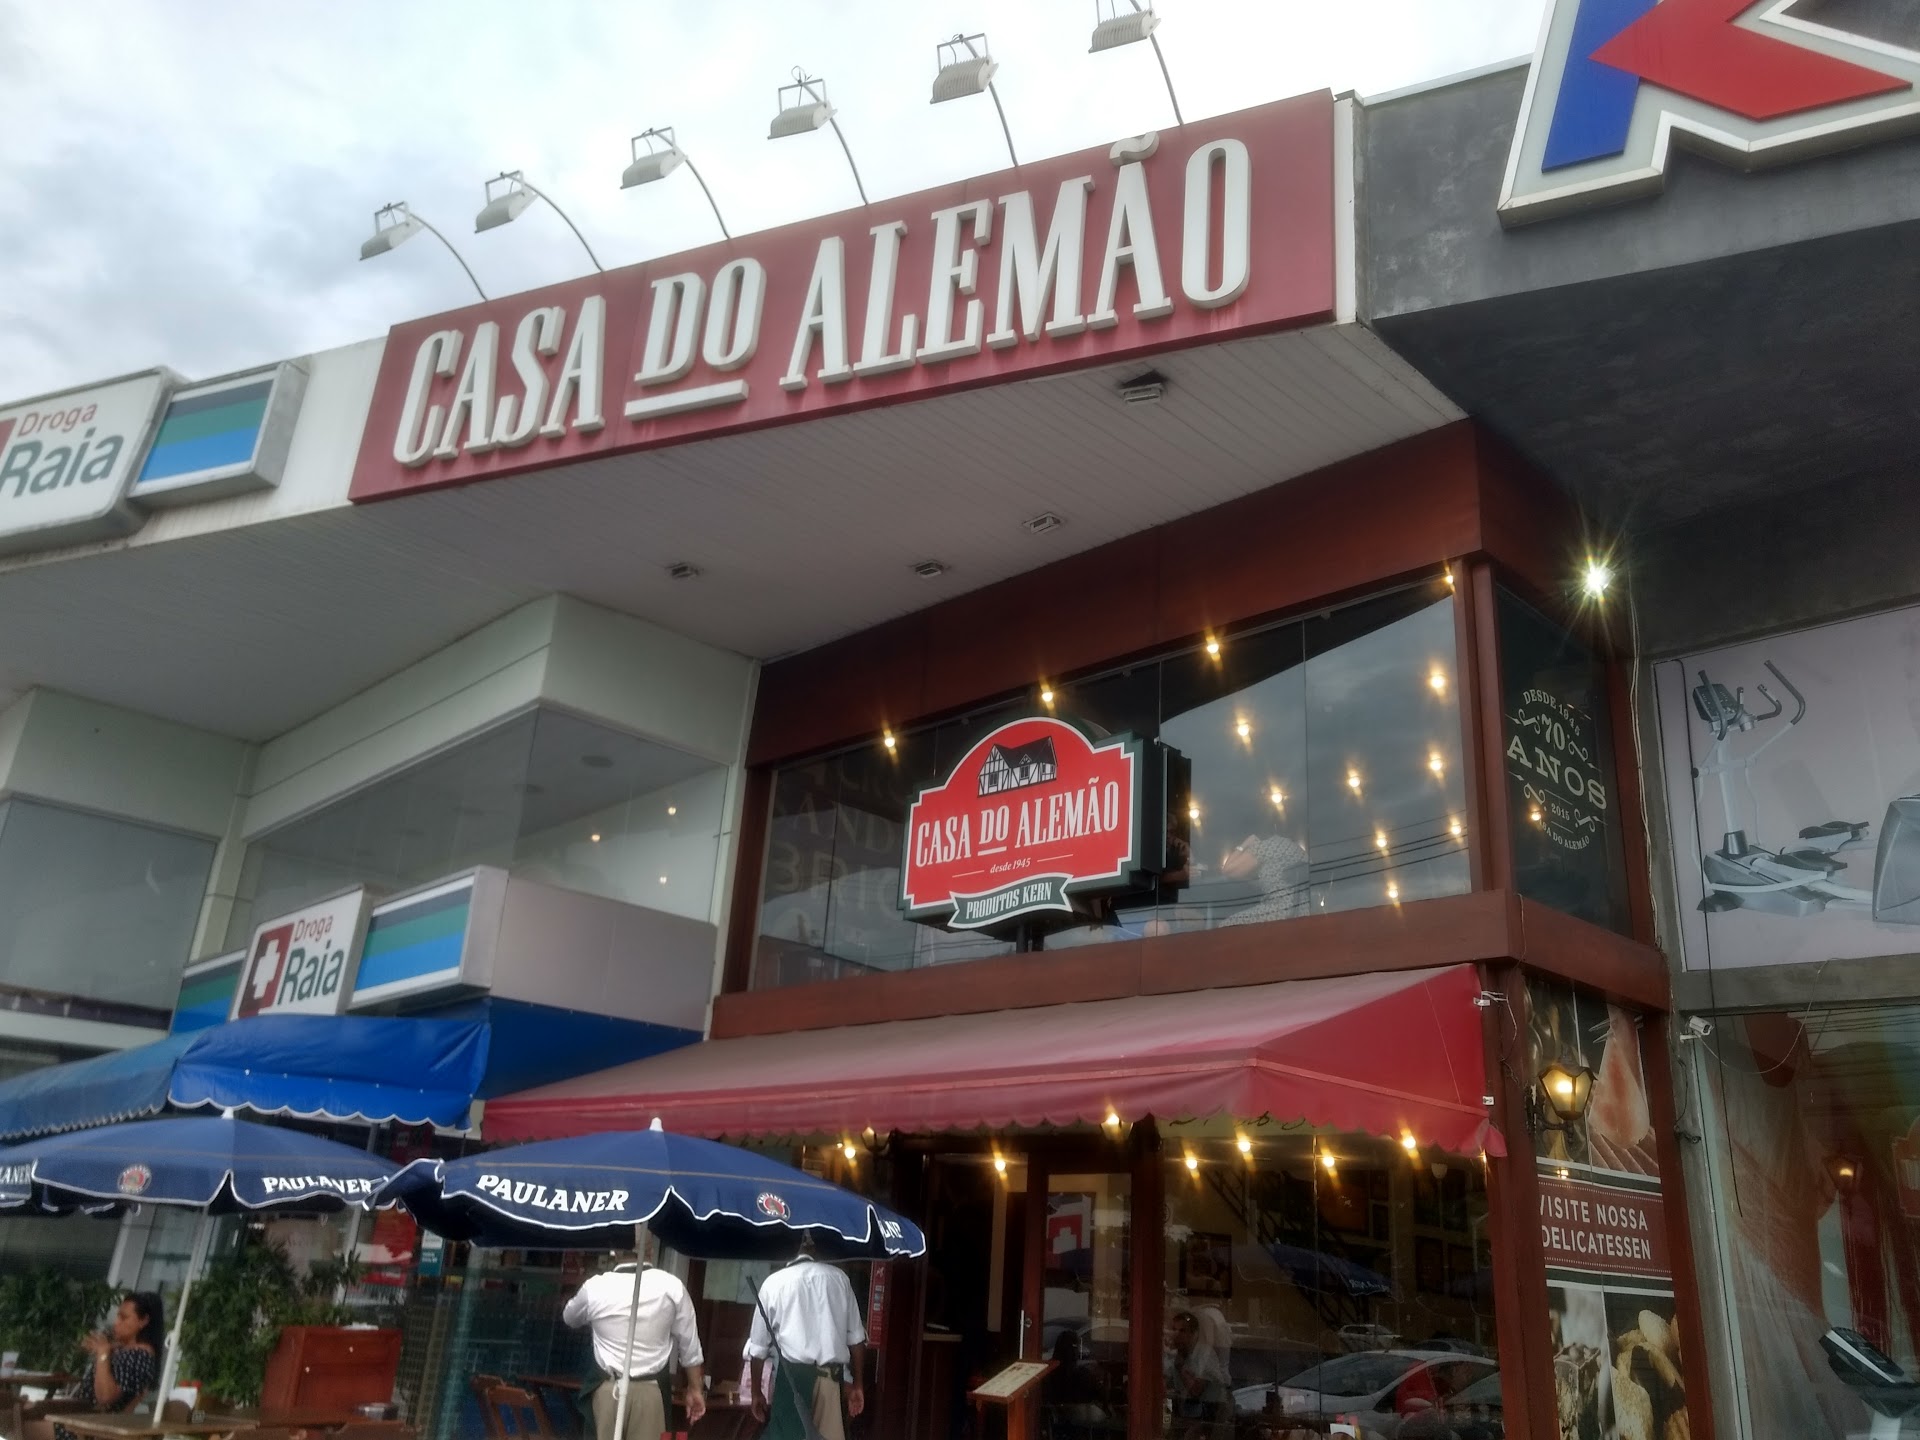 CASA DO ALEMÃO
Droga
Raia
CASA DO ALEMÃO
desde 1945
PRODUTOS KERN
DESDE 1945
70
ANOS
2015
CASA DO ALEMÃO
Droga
Raia
PAULANER
PAULANER
VISITE NOSSA
DELICATESSEN